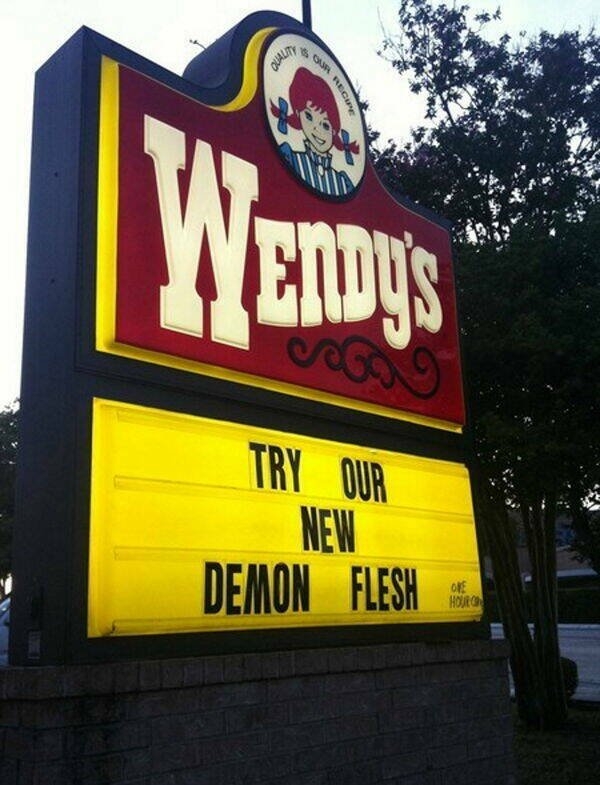 QUALITY IS OUR RECIPE
WENDY'S
TRY OUR
NEW
DEMON FLESH
ONE
HOUR